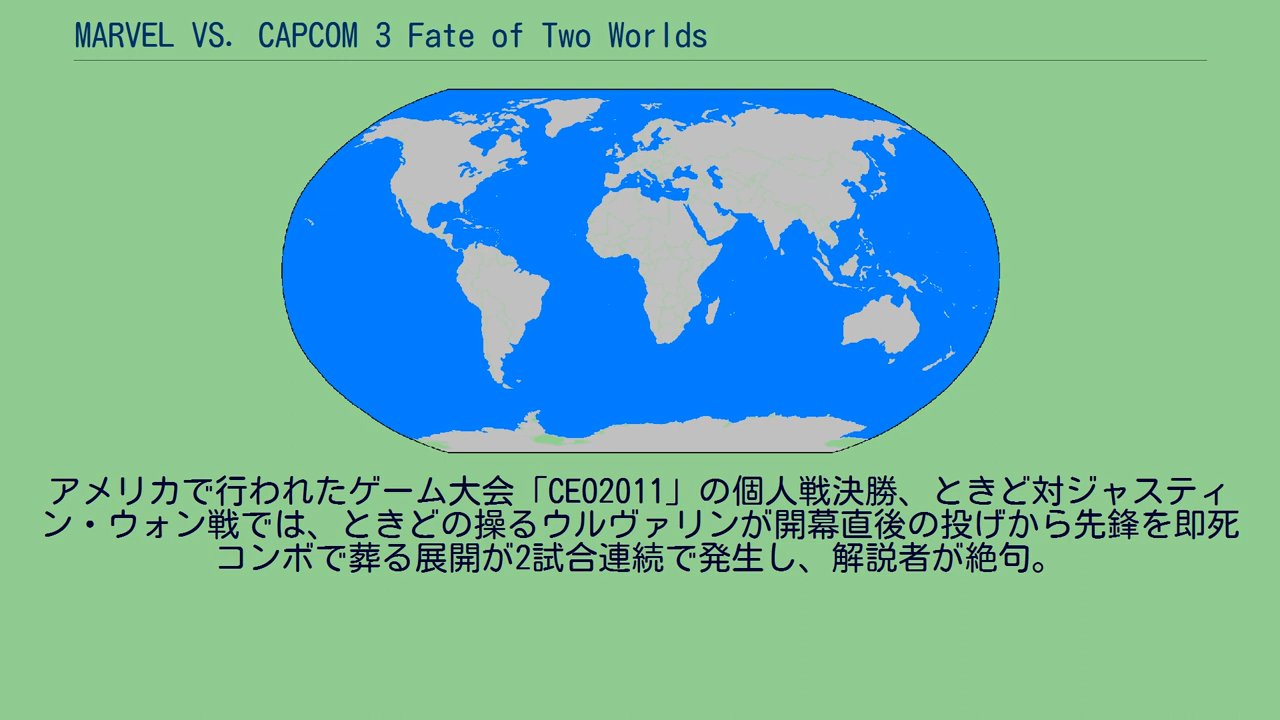 MARVEL VS. CAPCOM 3 Fate of Two Worlds
アメリカで行われたゲーム大会「CEO2011」の個人戦決勝、ときど対ジャスティ
ン・ウォン戦では、ときどの操るウルヴァリンが開幕直後の投げから先鋒を即死
コンボで葬る展開が2試合連続で発生し、解説者が絶句。